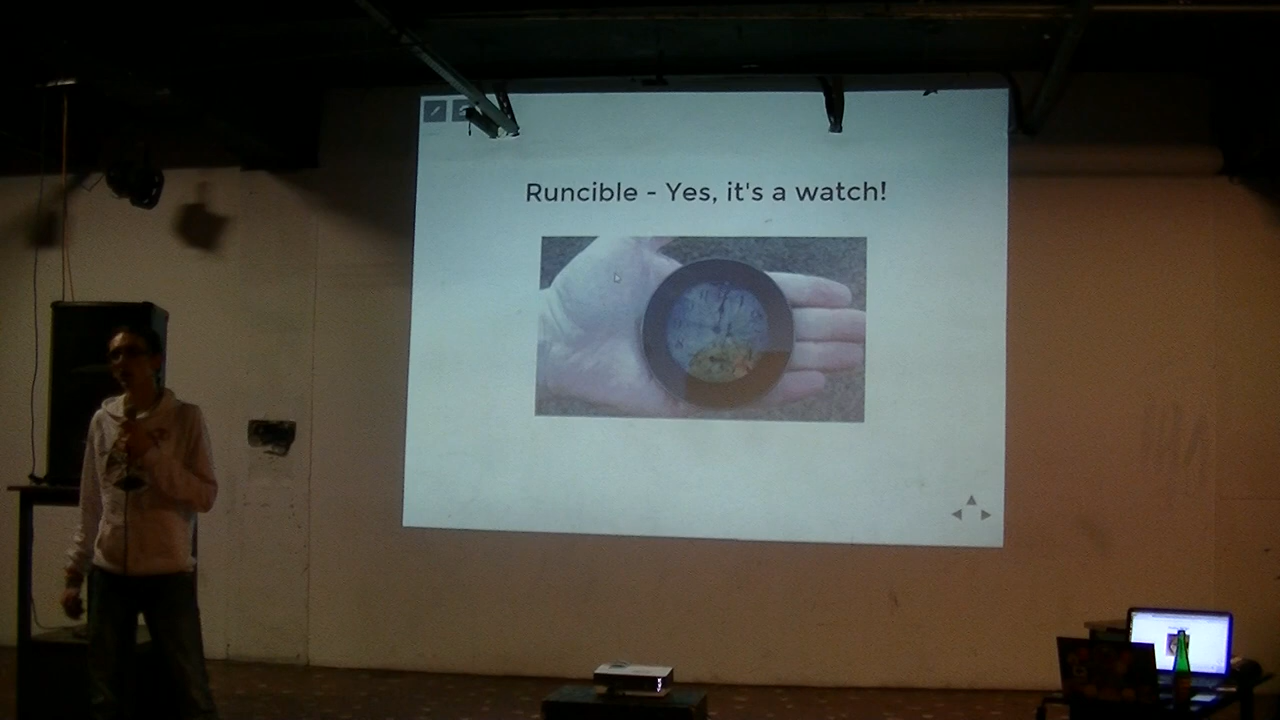 Runcible - Yes, it's a watch!